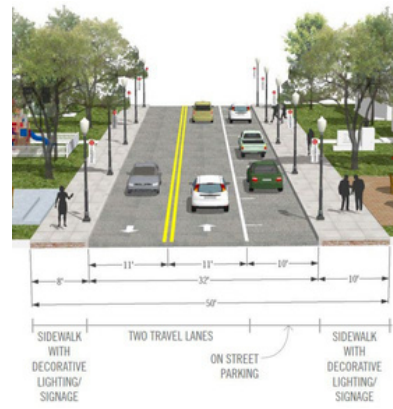 11' 11' 10'
8' 32' 10'
50'
SIDEWALK
WITH
DECORATIVE
LIGHTING/
SIGNAGE
TWO TRAVEL LANES
ON STREET
PARKING
SIDEWALK
WITH
DECORATIVE
LIGHTING/
SIGNAGE